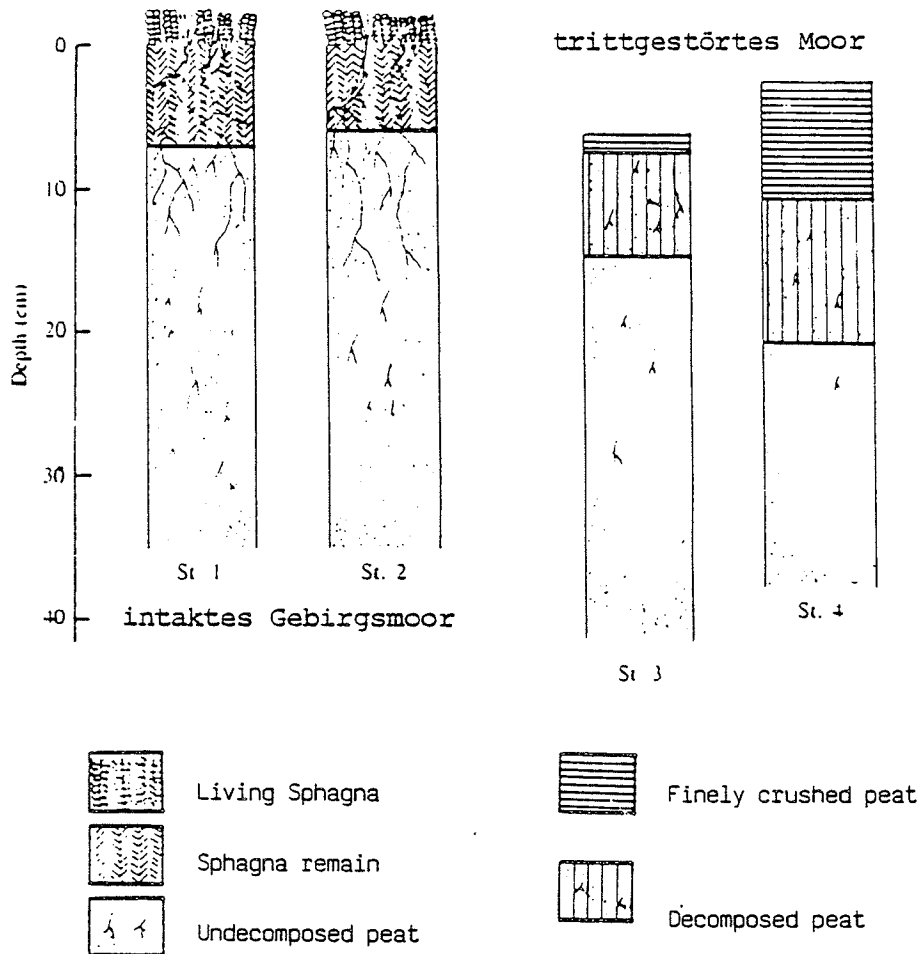 trittgestörtes Moor
0
10
20
30
40
Depth (cm)
St. 1
St. 2
St. 3
St. 4
intaktes Gebirgsmoor
Living Sphagna
Sphagna remain
Undecomposed peat
Finely crushed peat
Decomposed peat